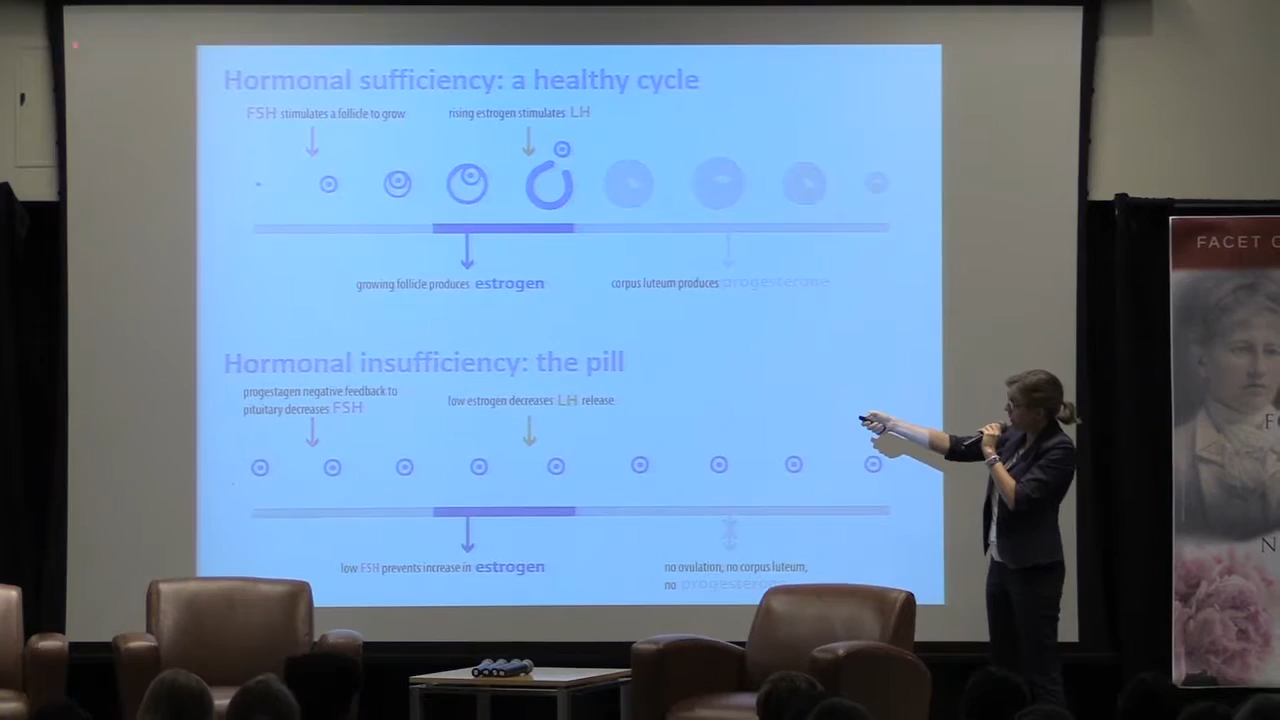 Hormonal sufficiency: a healthy cycle
FSH stimulates a follicle to grow
rising estrogen stimulates LH
growing follicle produces estrogen
corpus luteum produces progesterone
Hormonal insufficiency: the pill
progestagen negative feedback to
pituitary decreases FSH
low estrogen decreases LH release
low FSH prevents increase in estrogen
no ovulation, no corpus luteum,
no progesterone
FACET